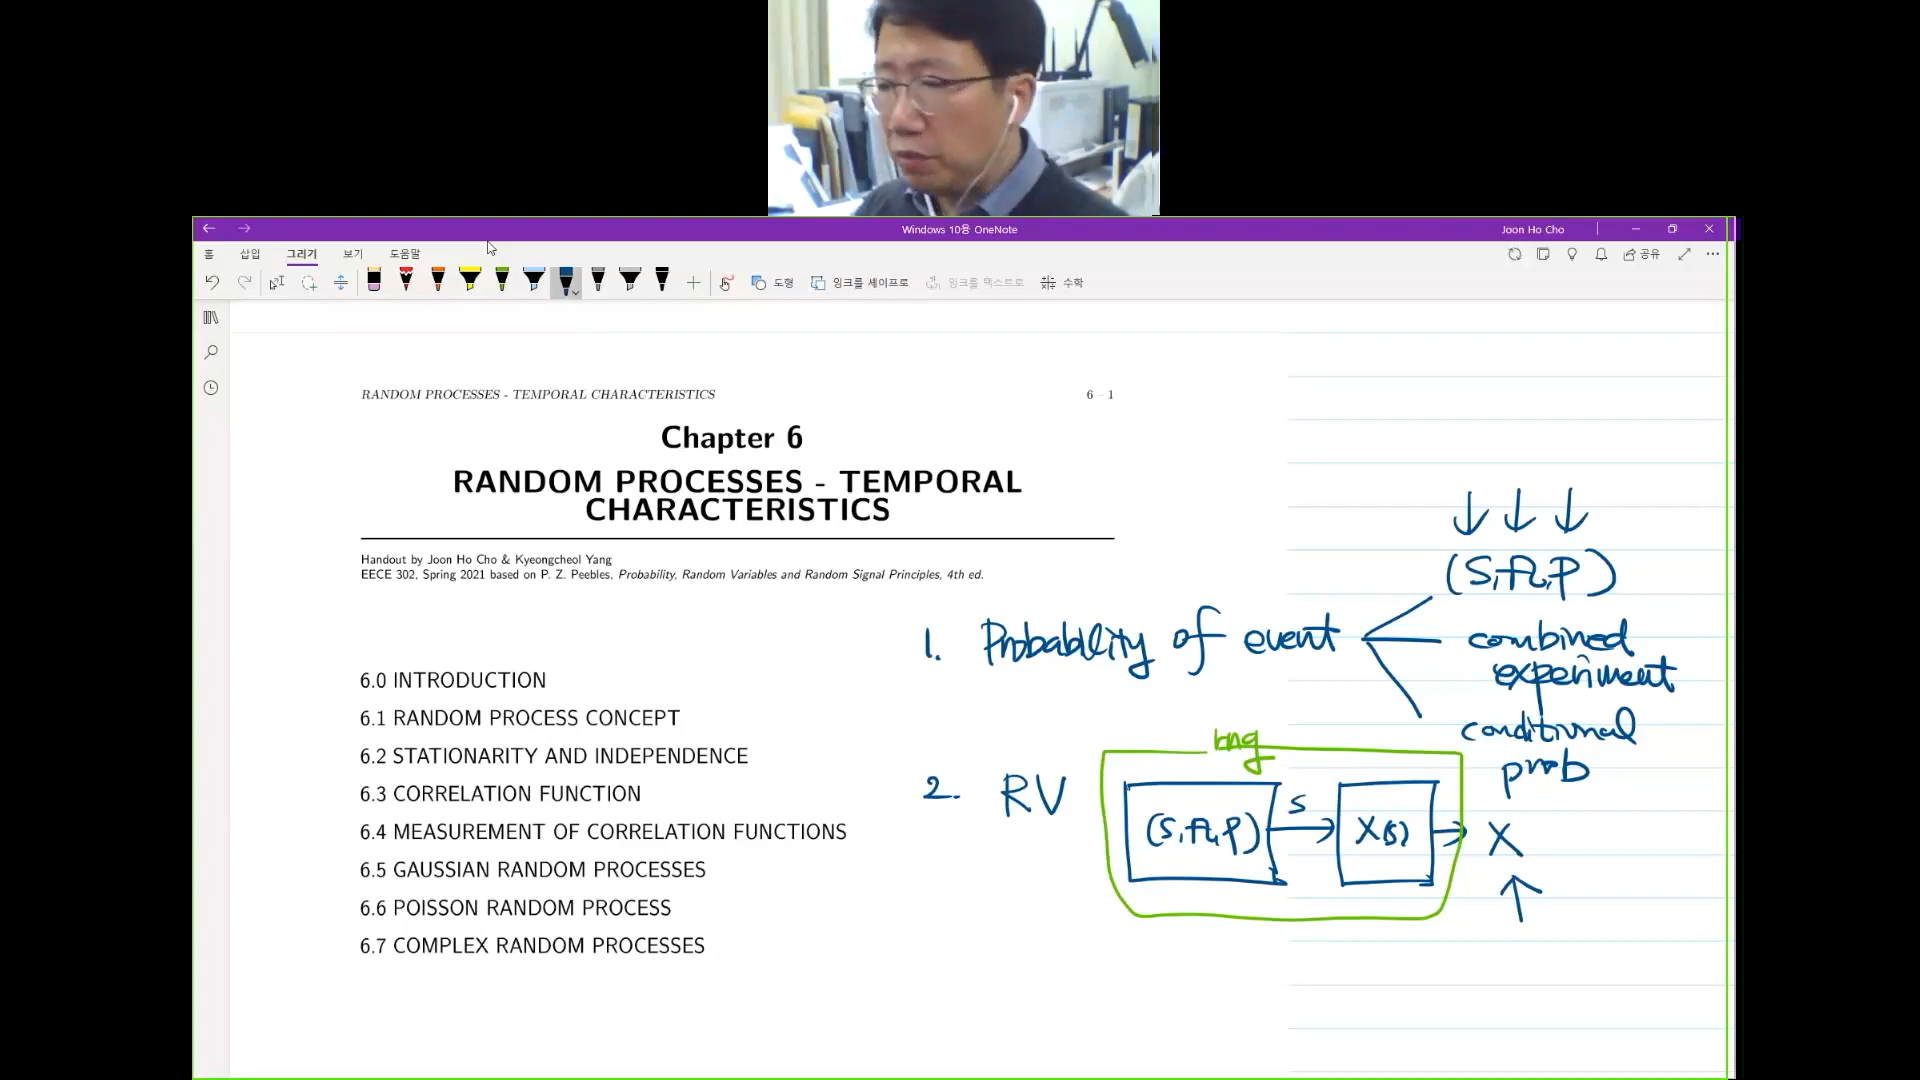 Windows 10용 OneNote
Joon Ho Cho
홈 삽입 그리기 보기 도움말
공유
도형 잉크를 셰이프로 잉크를 텍스트로 수학
RANDOM PROCESSES - TEMPORAL CHARACTERISTICS
6 – 1
Chapter 6
RANDOM PROCESSES - TEMPORAL
CHARACTERISTICS
Handout by Joon Ho Cho & Kyeongcheol Yang
EECE 302, Spring 2021 based on P. Z. Peebles, Probability, Random Variables and Random Signal Principles, 4th ed.
6.0 INTRODUCTION
6.1 RANDOM PROCESS CONCEPT
6.2 STATIONARITY AND INDEPENDENCE
6.3 CORRELATION FUNCTION
6.4 MEASUREMENT OF CORRELATION FUNCTIONS
6.5 GAUSSIAN RANDOM PROCESSES
6.6 POISSON RANDOM PROCESS
6.7 COMPLEX RANDOM PROCESSES
1. Probability of event
combined
experiment
conditional
prob
2. RV
rng
s
X(s)
X